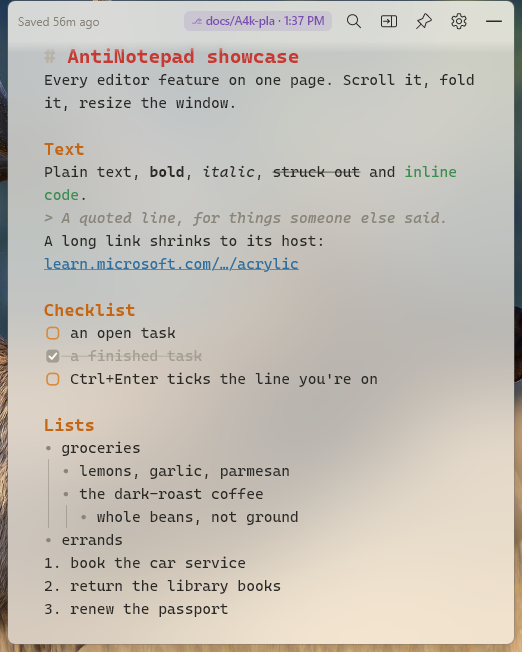 Saved 56m ago
docs/A4k-pla · 1:37 PM
# AntiNotepad showcase
Every editor feature on one page. Scroll it, fold
it, resize the window.
Text
Plain text, bold, italic, struck out and inline
code.
> A quoted line, for things someone else said.
A long link shrinks to its host:
learn.microsoft.com/…/acrylic
Checklist
an open task
a finished task
Ctrl+Enter ticks the line you're on
Lists
• groceries
• lemons, garlic, parmesan
• the dark-roast coffee
• whole beans, not ground
• errands
1. book the car service
2. return the library books
3. renew the passport